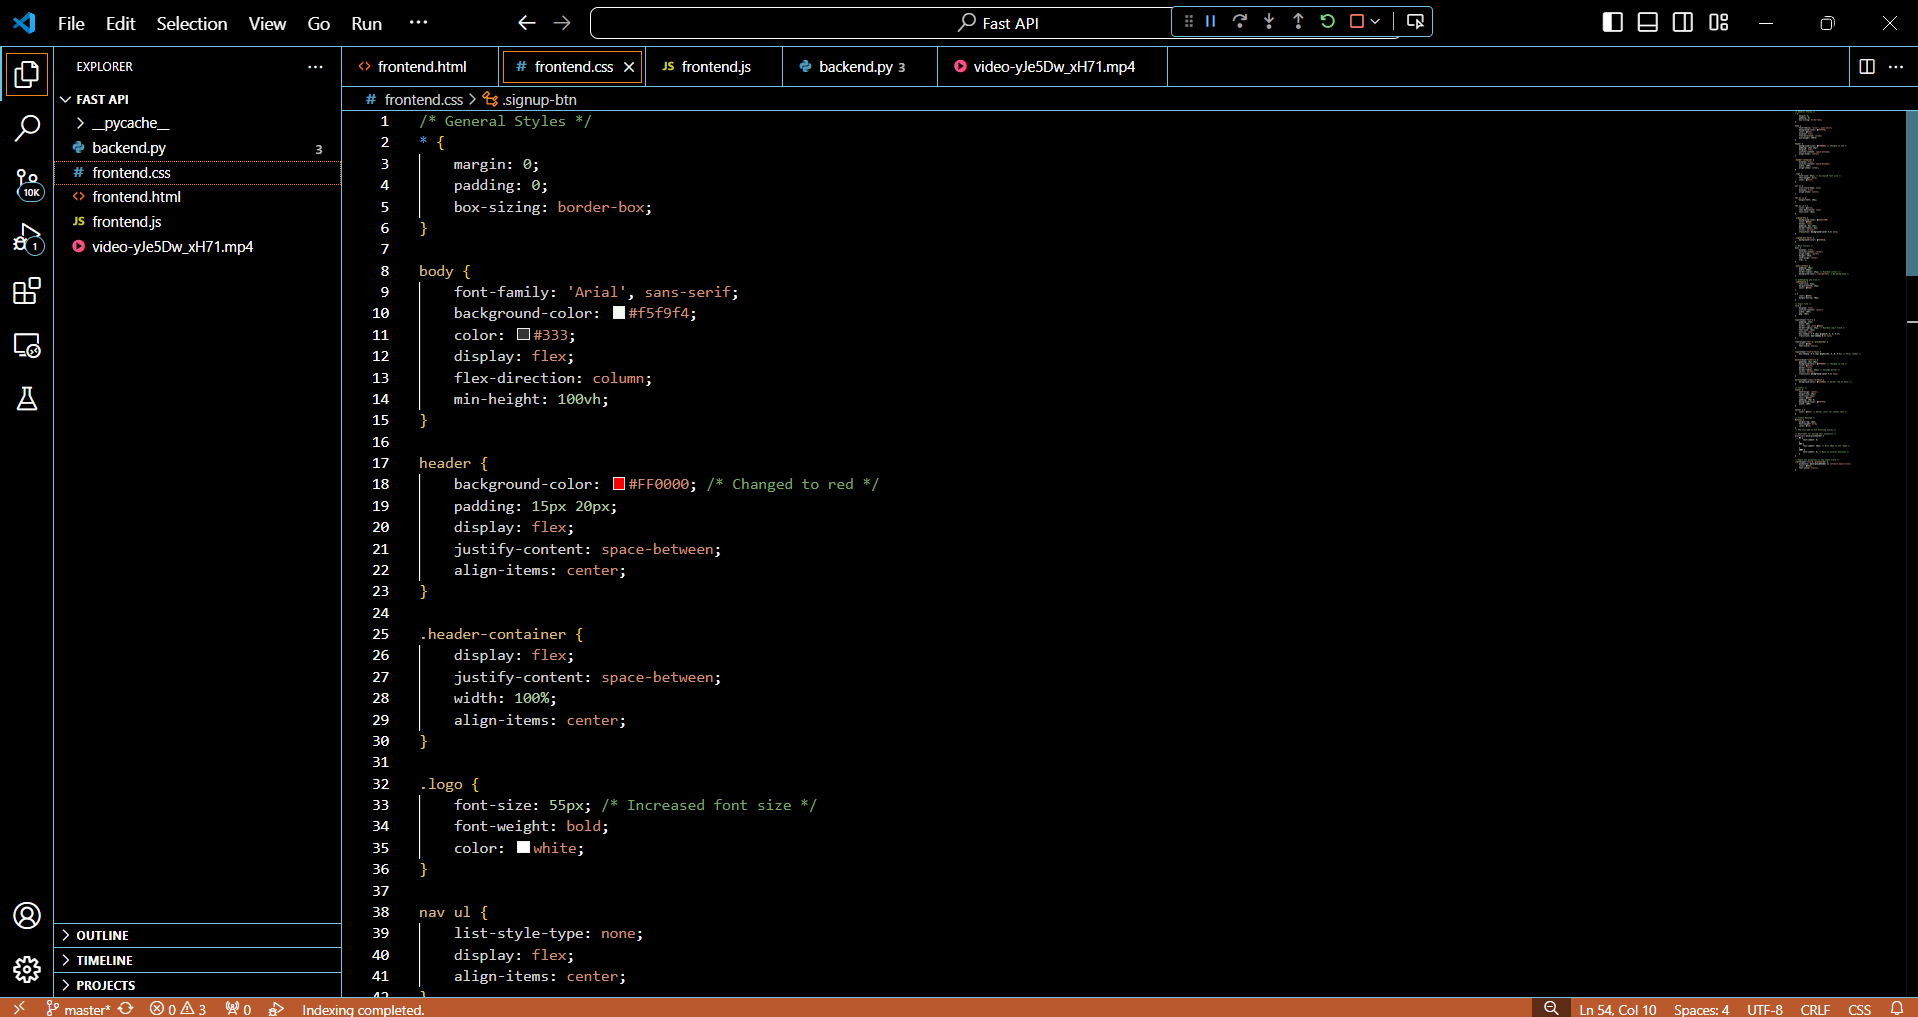 File Edit Selection View Go Run ···
Fast API
EXPLORER
FAST API
__pycache__
backend.py 3
frontend.css
frontend.html
JS frontend.js
video-yJe5Dw_xH71.mp4
10K
1
OUTLINE
TIMELINE
PROJECTS
<> frontend.html
# frontend.css
JS frontend.js
backend.py 3
video-yJe5Dw_xH71.mp4
# frontend.css > .signup-btn
1 /* General Styles */
2 * {
3 margin: 0;
4 padding: 0;
5 box-sizing: border-box;
6 }
7
8 body {
9 font-family: 'Arial', sans-serif;
10 background-color: #f5f9f4;
11 color: #333;
12 display: flex;
13 flex-direction: column;
14 min-height: 100vh;
15 }
16
17 header {
18 background-color: #FF0000; /* Changed to red */
19 padding: 15px 20px;
20 display: flex;
21 justify-content: space-between;
22 align-items: center;
23 }
24
25 .header-container {
26 display: flex;
27 justify-content: space-between;
28 width: 100%;
29 align-items: center;
30 }
31
32 .logo {
33 font-size: 55px; /* Increased font size */
34 font-weight: bold;
35 color: white;
36 }
37
38 nav ul {
39 list-style-type: none;
40 display: flex;
41 align-items: center;
42 }
master* 0 3 0 Indexing completed. Ln 54, Col 10 Spaces: 4 UTF-8 CRLF CSS